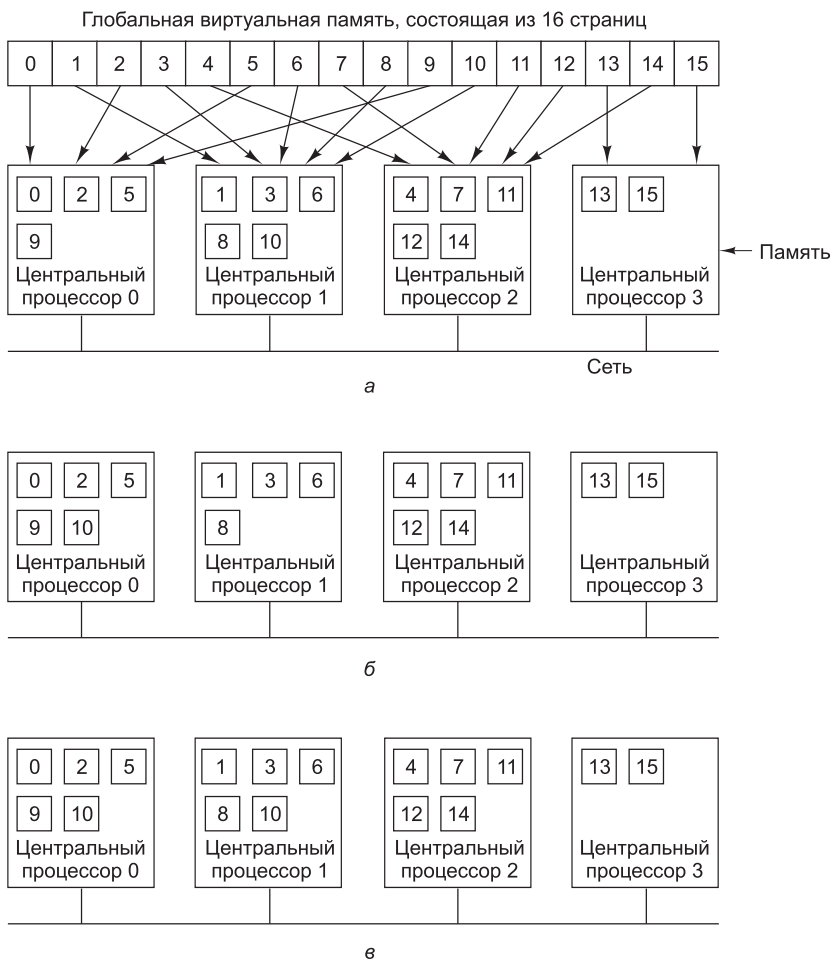 Глобальная виртуальная память, состоящая из 16 страниц
0 1 2 3 4 5 6 7 8 9 10 11 12 13 14 15
0 2 5 1 3 6 4 7 11 13 15
9 8 10 12 14
Память
Центральный процессор 0 Центральный процессор 1 Центральный процессор 2 Центральный процессор 3
Сеть
а
0 2 5 1 3 6 4 7 11 13 15
9 10 8 12 14
Центральный процессор 0 Центральный процессор 1 Центральный процессор 2 Центральный процессор 3
б
0 2 5 1 3 6 4 7 11 13 15
9 10 8 10 12 14
Центральный процессор 0 Центральный процессор 1 Центральный процессор 2 Центральный процессор 3
в